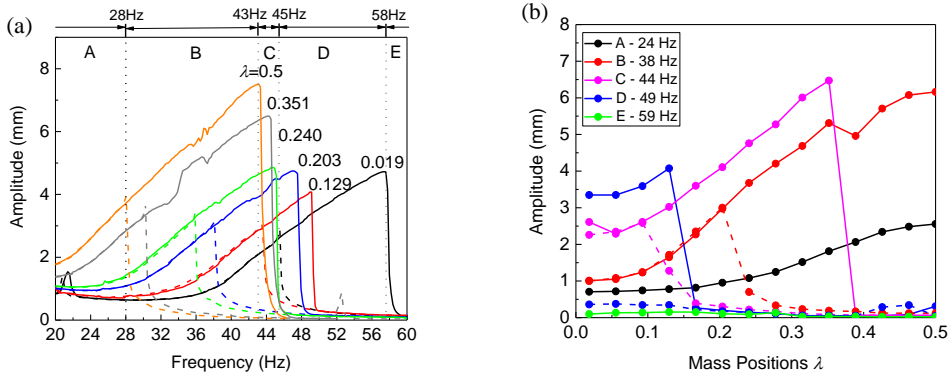 (a)
28Hz 43Hz 45Hz 58Hz
A B C D E
λ=0.5
0.351
0.240
0.203
0.129
0.019
8
6
4
2
0
Amplitude (mm)
20 24 28 32 36 40 44 48 52 56 60
Frequency (Hz)
(b)
A - 24 Hz
B - 38 Hz
C - 44 Hz
D - 49 Hz
E - 59 Hz
8
7
6
5
4
3
2
1
0
Amplitude (mm)
0.0 0.1 0.2 0.3 0.4 0.5
Mass Positions λ